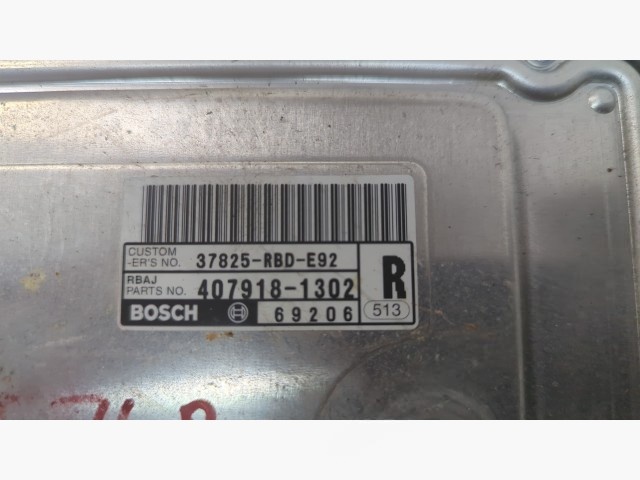 CUSTOM
-ER'S NO. 37825-RBD-E92
RBAJ
PARTS NO. 407918-1302
R
BOSCH 69206 513